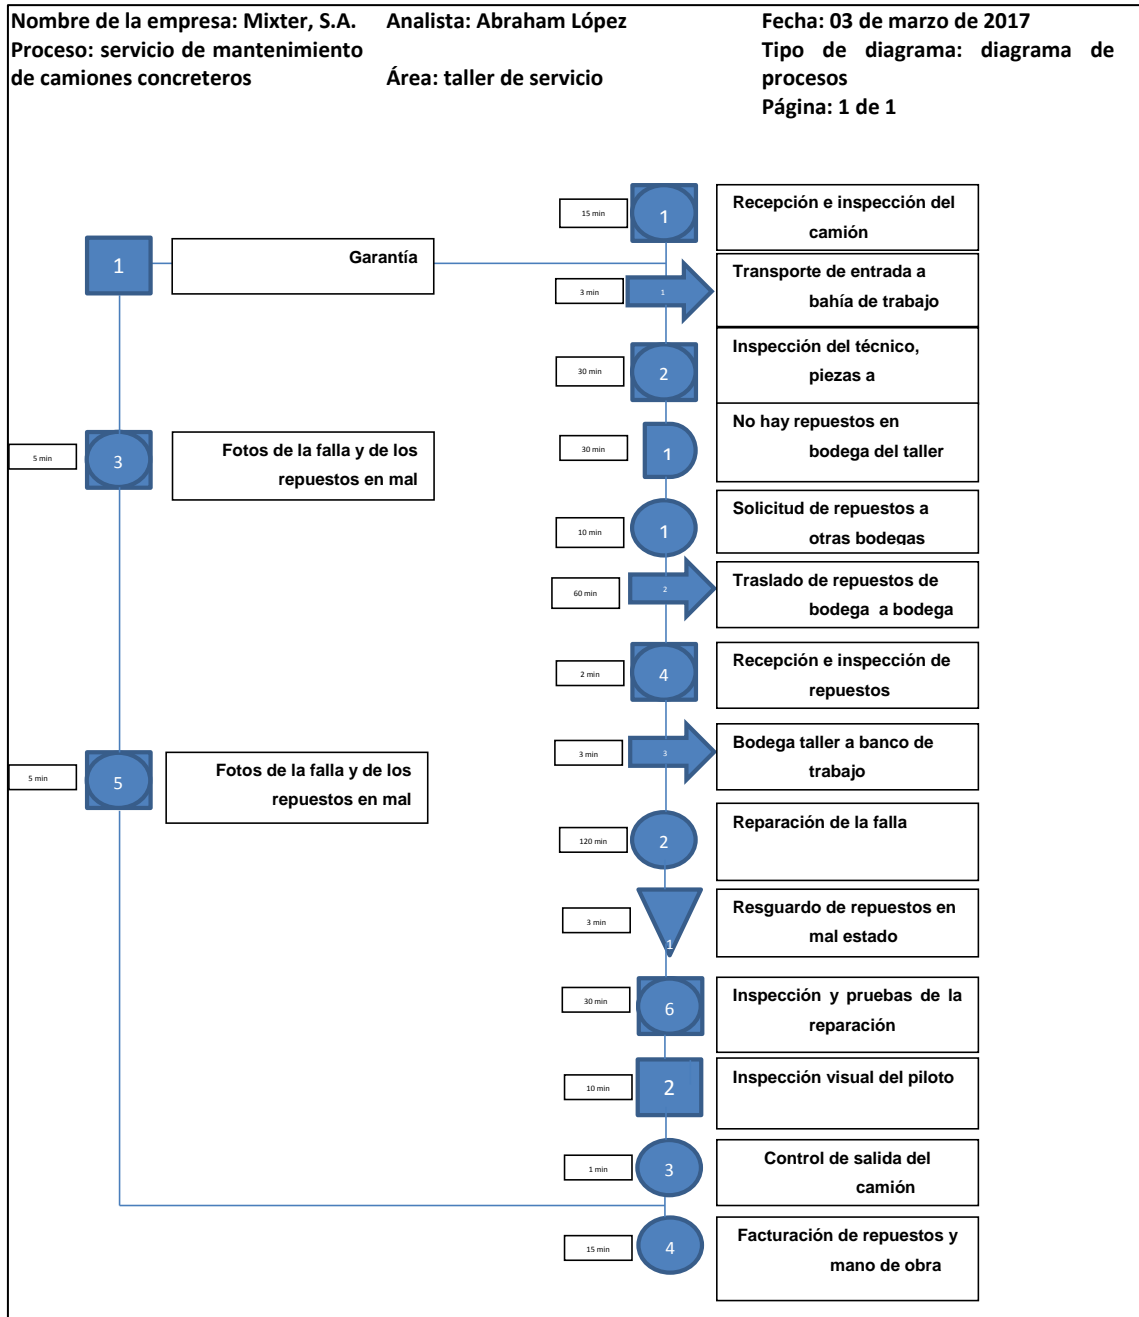 Nombre de la empresa: Mixter, S.A.
Proceso: servicio de mantenimiento
de camiones concreteros
Analista: Abraham López
Área: taller de servicio
Fecha: 03 de marzo de 2017
Tipo de diagrama: diagrama de
procesos
Página: 1 de 1
15 min
1
Recepción e inspección del
camión
1
Garantía
3 min
1
Transporte de entrada a
bahía de trabajo
30 min
2
Inspección del técnico,
piezas a
5 min
3
Fotos de la falla y de los
repuestos en mal
30 min
1
No hay repuestos en
bodega del taller
10 min
1
Solicitud de repuestos a
otras bodegas
60 min
2
Traslado de repuestos de
bodega a bodega
2 min
4
Recepción e inspección de
repuestos
3 min
3
Bodega taller a banco de
trabajo
5 min
5
Fotos de la falla y de los
repuestos en mal
120 min
2
Reparación de la falla
3 min
1
Resguardo de repuestos en
mal estado
30 min
6
Inspección y pruebas de la
reparación
10 min
2
Inspección visual del piloto
1 min
3
Control de salida del
camión
15 min
4
Facturación de repuestos y
mano de obra